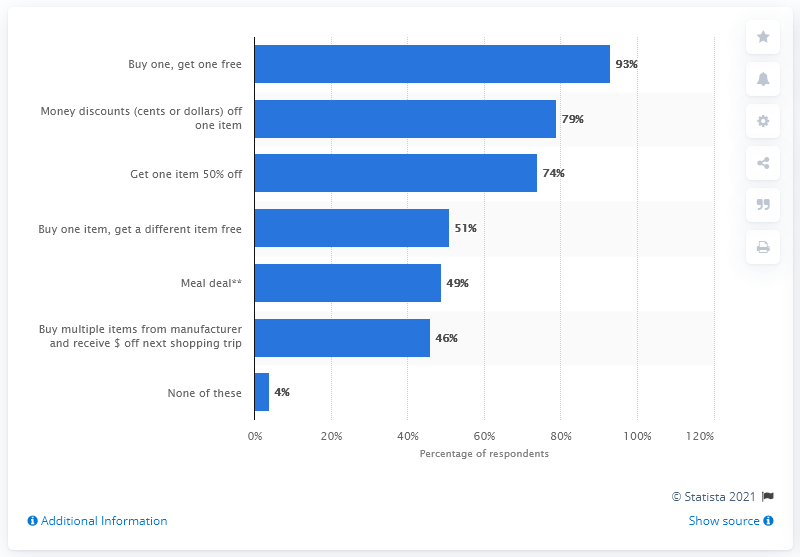 Buy one, get one free
93%
Money discounts (cents or dollars) off
one item
79%
Get one item 50% off
74%
Buy one item, get a different item free
51%
Meal deal**
49%
Buy multiple items from manufacturer
and receive $ off next shopping trip
46%
None of these
4%
0% 20% 40% 60% 80% 100% 120%
Percentage of respondents
© Statista 2021
Additional Information
Show source